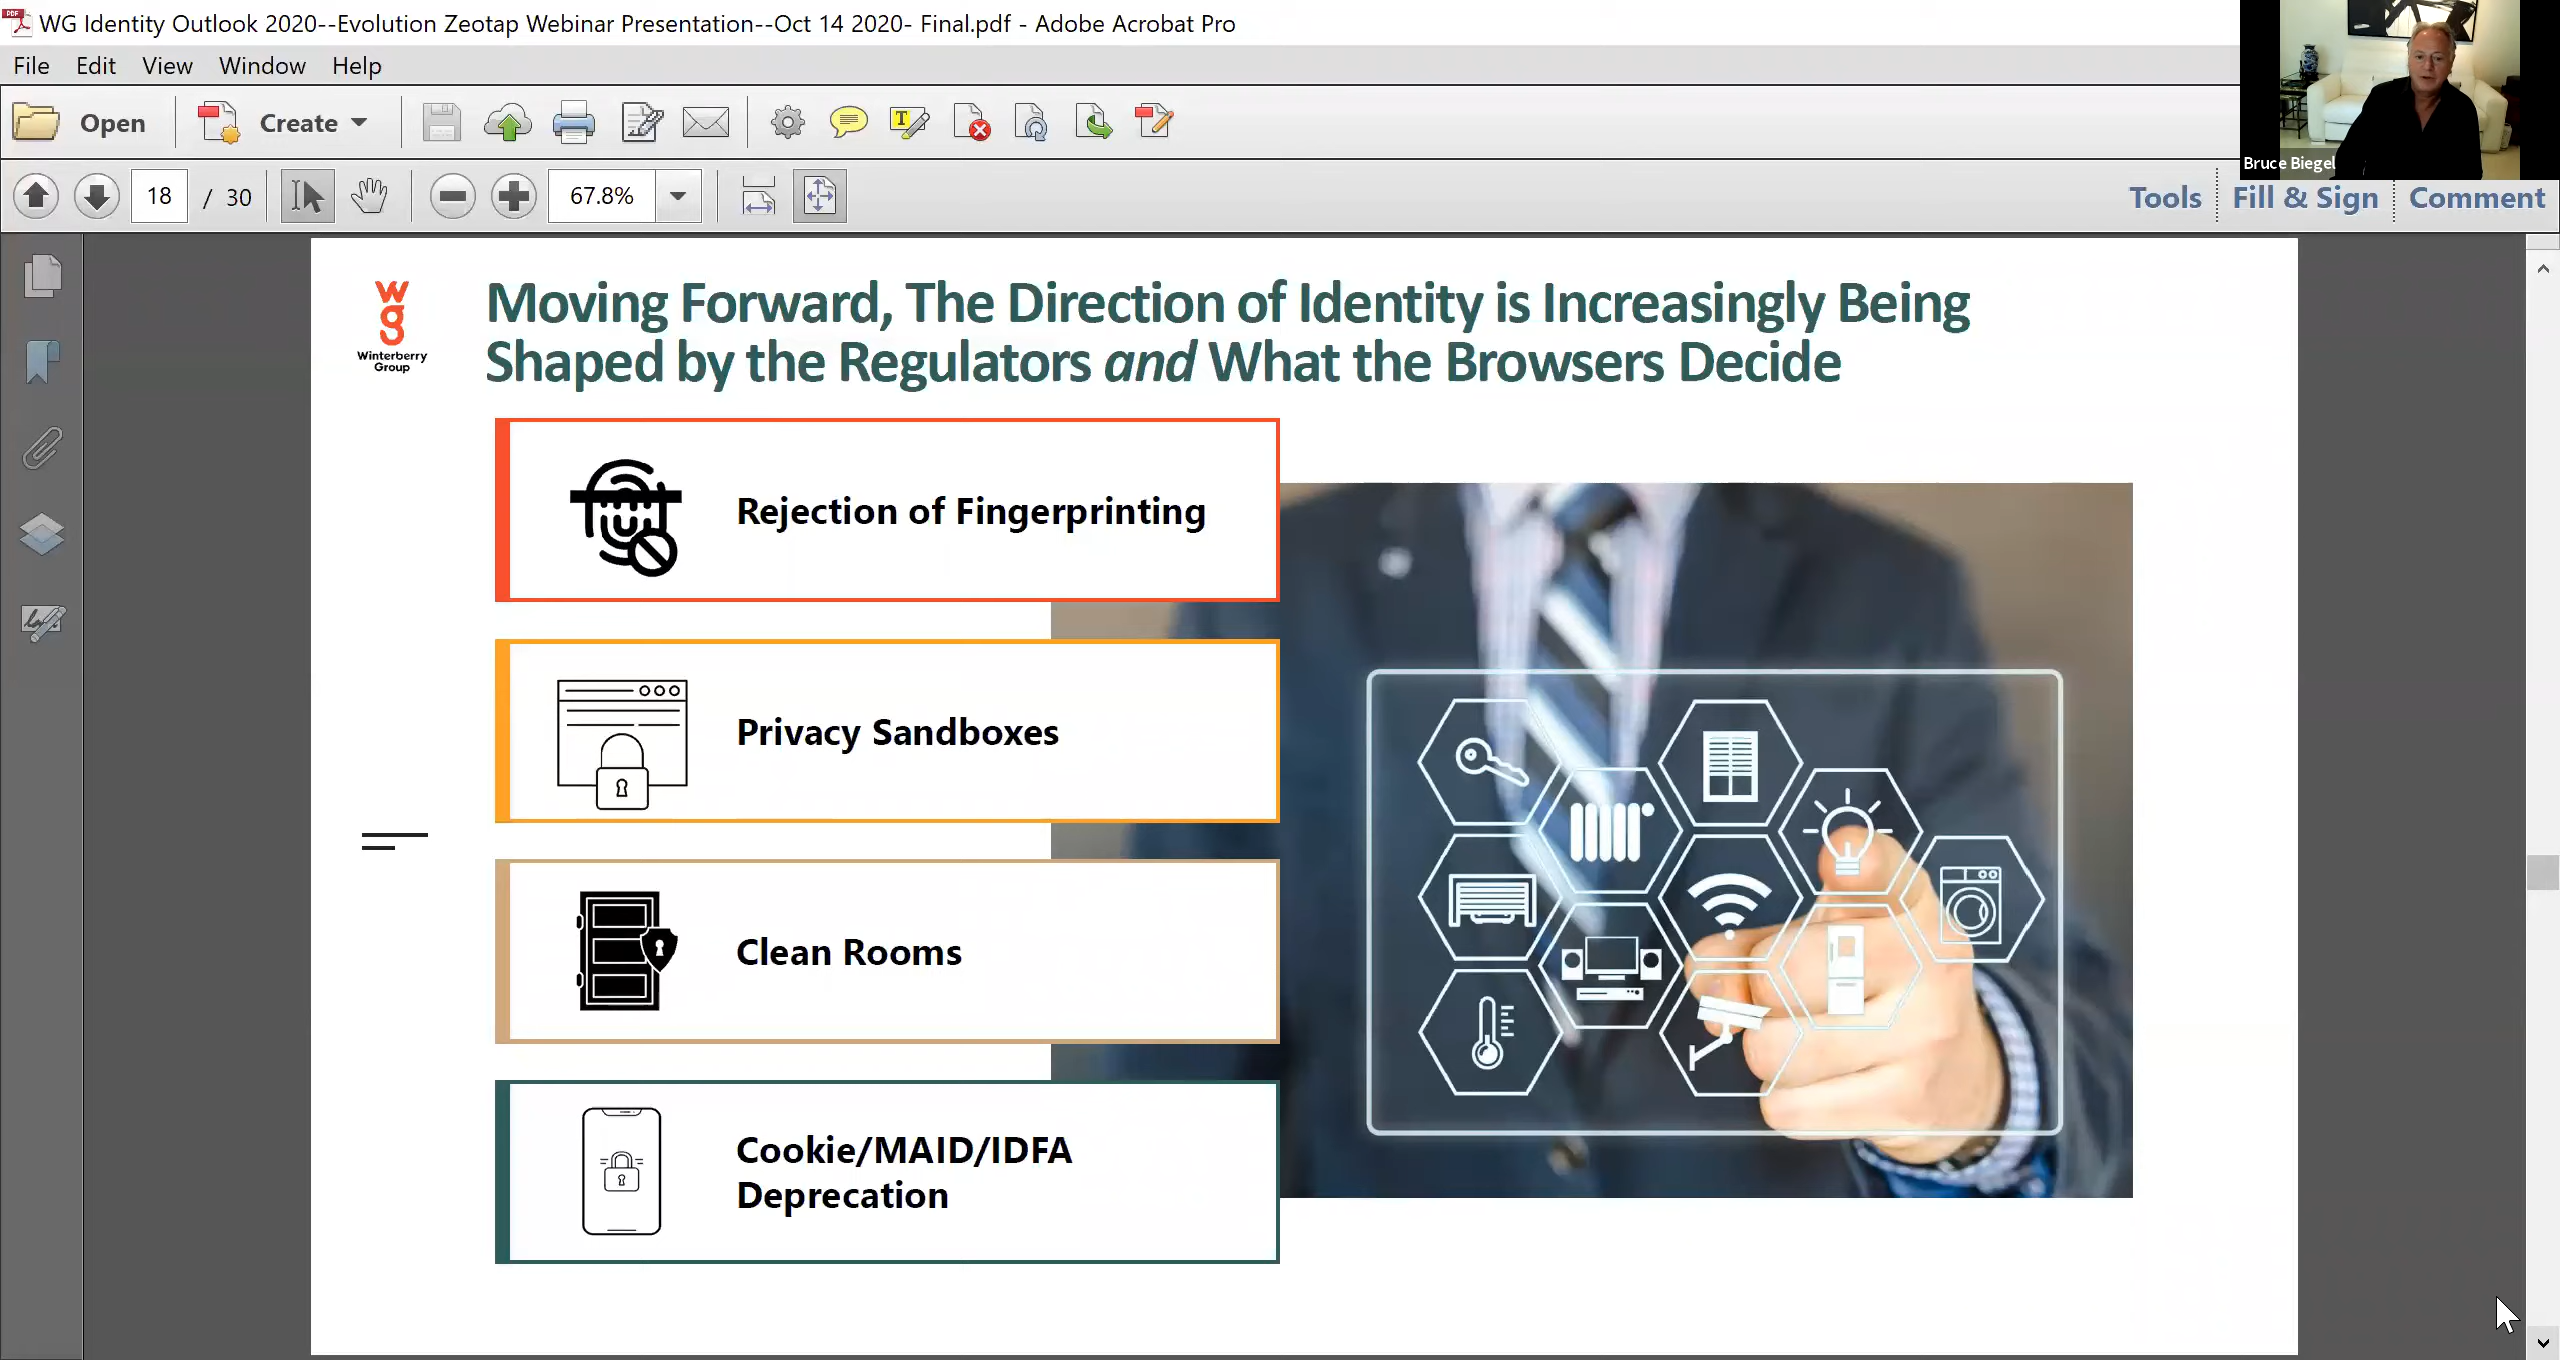 WG Identity Outlook 2020--Evolution Zeotap Webinar Presentation--Oct 14 2020- Final.pdf - Adobe Acrobat Pro
File Edit View Window Help
Open Create
18 / 30 67.8%
Tools Fill & Sign Comment
Bruce Biegel
wg
Winterberry
Group
Moving Forward, The Direction of Identity is Increasingly Being
Shaped by the Regulators and What the Browsers Decide
Rejection of Fingerprinting
Privacy Sandboxes
Clean Rooms
Cookie/MAID/IDFA
Deprecation